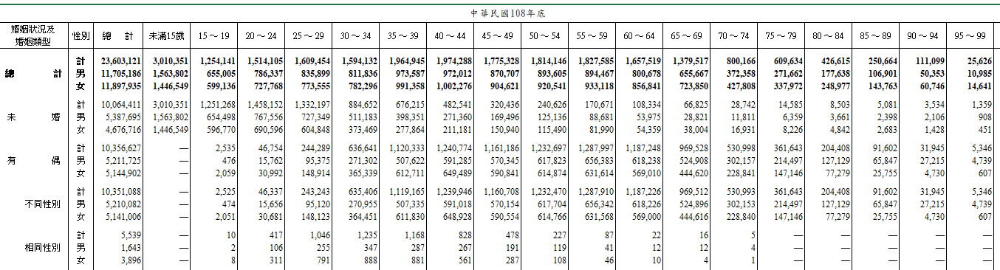 中華民國108年底
婚姻狀況及
婚姻類型 性別 總 計 未滿15歲 15～19 20～24 25～29 30～34 35～39 40～44 45～49 50～54 55～59 60～64 65～69 70～74 75～79 80～84 85～89 90～94 95～99
計 23,603,121 3,010,351 1,254,141 1,514,105 1,609,454 1,594,132 1,964,945 1,974,288 1,775,328 1,814,146 1,827,585 1,657,519 1,379,517 800,166 609,634 426,615 250,664 111,099 25,626
總 計 男 11,705,186 1,563,802 655,005 786,337 835,899 811,836 973,587 972,012 870,707 893,605 894,467 800,678 655,667 372,358 271,662 177,638 106,901 50,353 10,985
女 11,897,935 1,446,549 599,136 727,768 773,555 782,296 991,358 1,002,276 904,621 920,541 933,118 856,841 723,850 427,808 337,972 248,977 143,763 60,746 14,641
計 10,064,411 3,010,351 1,251,268 1,458,152 1,332,197 884,652 676,215 482,541 320,436 240,626 170,671 108,334 66,825 28,742 14,585 8,503 5,081 3,534 1,359
未 婚 男 5,387,695 1,563,802 654,498 767,556 727,349 511,183 398,351 271,360 169,496 125,136 88,681 53,975 28,821 11,811 6,359 3,661 2,398 2,106 908
女 4,676,716 1,446,549 596,770 690,596 604,848 373,469 277,864 211,181 150,940 115,490 81,990 54,359 38,004 16,931 8,226 4,842 2,683 1,428 451
計 10,356,627 — 2,535 46,754 244,289 636,641 1,120,333 1,240,774 1,161,186 1,232,697 1,287,997 1,187,248 969,528 530,998 361,643 204,408 91,602 31,945 5,346
有 偶 男 5,211,725 — 476 15,762 95,375 271,302 507,622 591,285 570,345 617,823 656,383 618,238 524,908 302,157 214,497 127,129 65,847 27,215 4,739
女 5,144,902 — 2,059 30,992 148,914 365,339 612,711 649,489 590,841 614,874 631,614 569,010 444,620 228,841 147,146 77,279 25,755 4,730 607
計 10,351,088 — 2,525 46,337 243,243 635,406 1,119,165 1,239,946 1,160,708 1,232,470 1,287,910 1,187,226 969,512 530,993 361,643 204,408 91,602 31,945 5,346
不同性別 男 5,210,082 — 474 15,656 95,120 270,955 507,335 591,018 570,154 617,704 656,342 618,226 524,896 302,153 214,497 127,129 65,847 27,215 4,739
女 5,141,006 — 2,051 30,681 148,123 364,451 611,830 648,928 590,554 614,766 631,568 569,000 444,616 228,840 147,146 77,279 25,755 4,730 607
計 5,539 — 10 417 1,046 1,235 1,168 828 478 227 87 22 16 5 — — — — —
相同性別 男 1,643 — 2 106 255 347 287 267 191 119 41 12 12 4 — — — — —
女 3,896 — 8 311 791 888 881 561 287 108 46 10 4 1 — — — — —